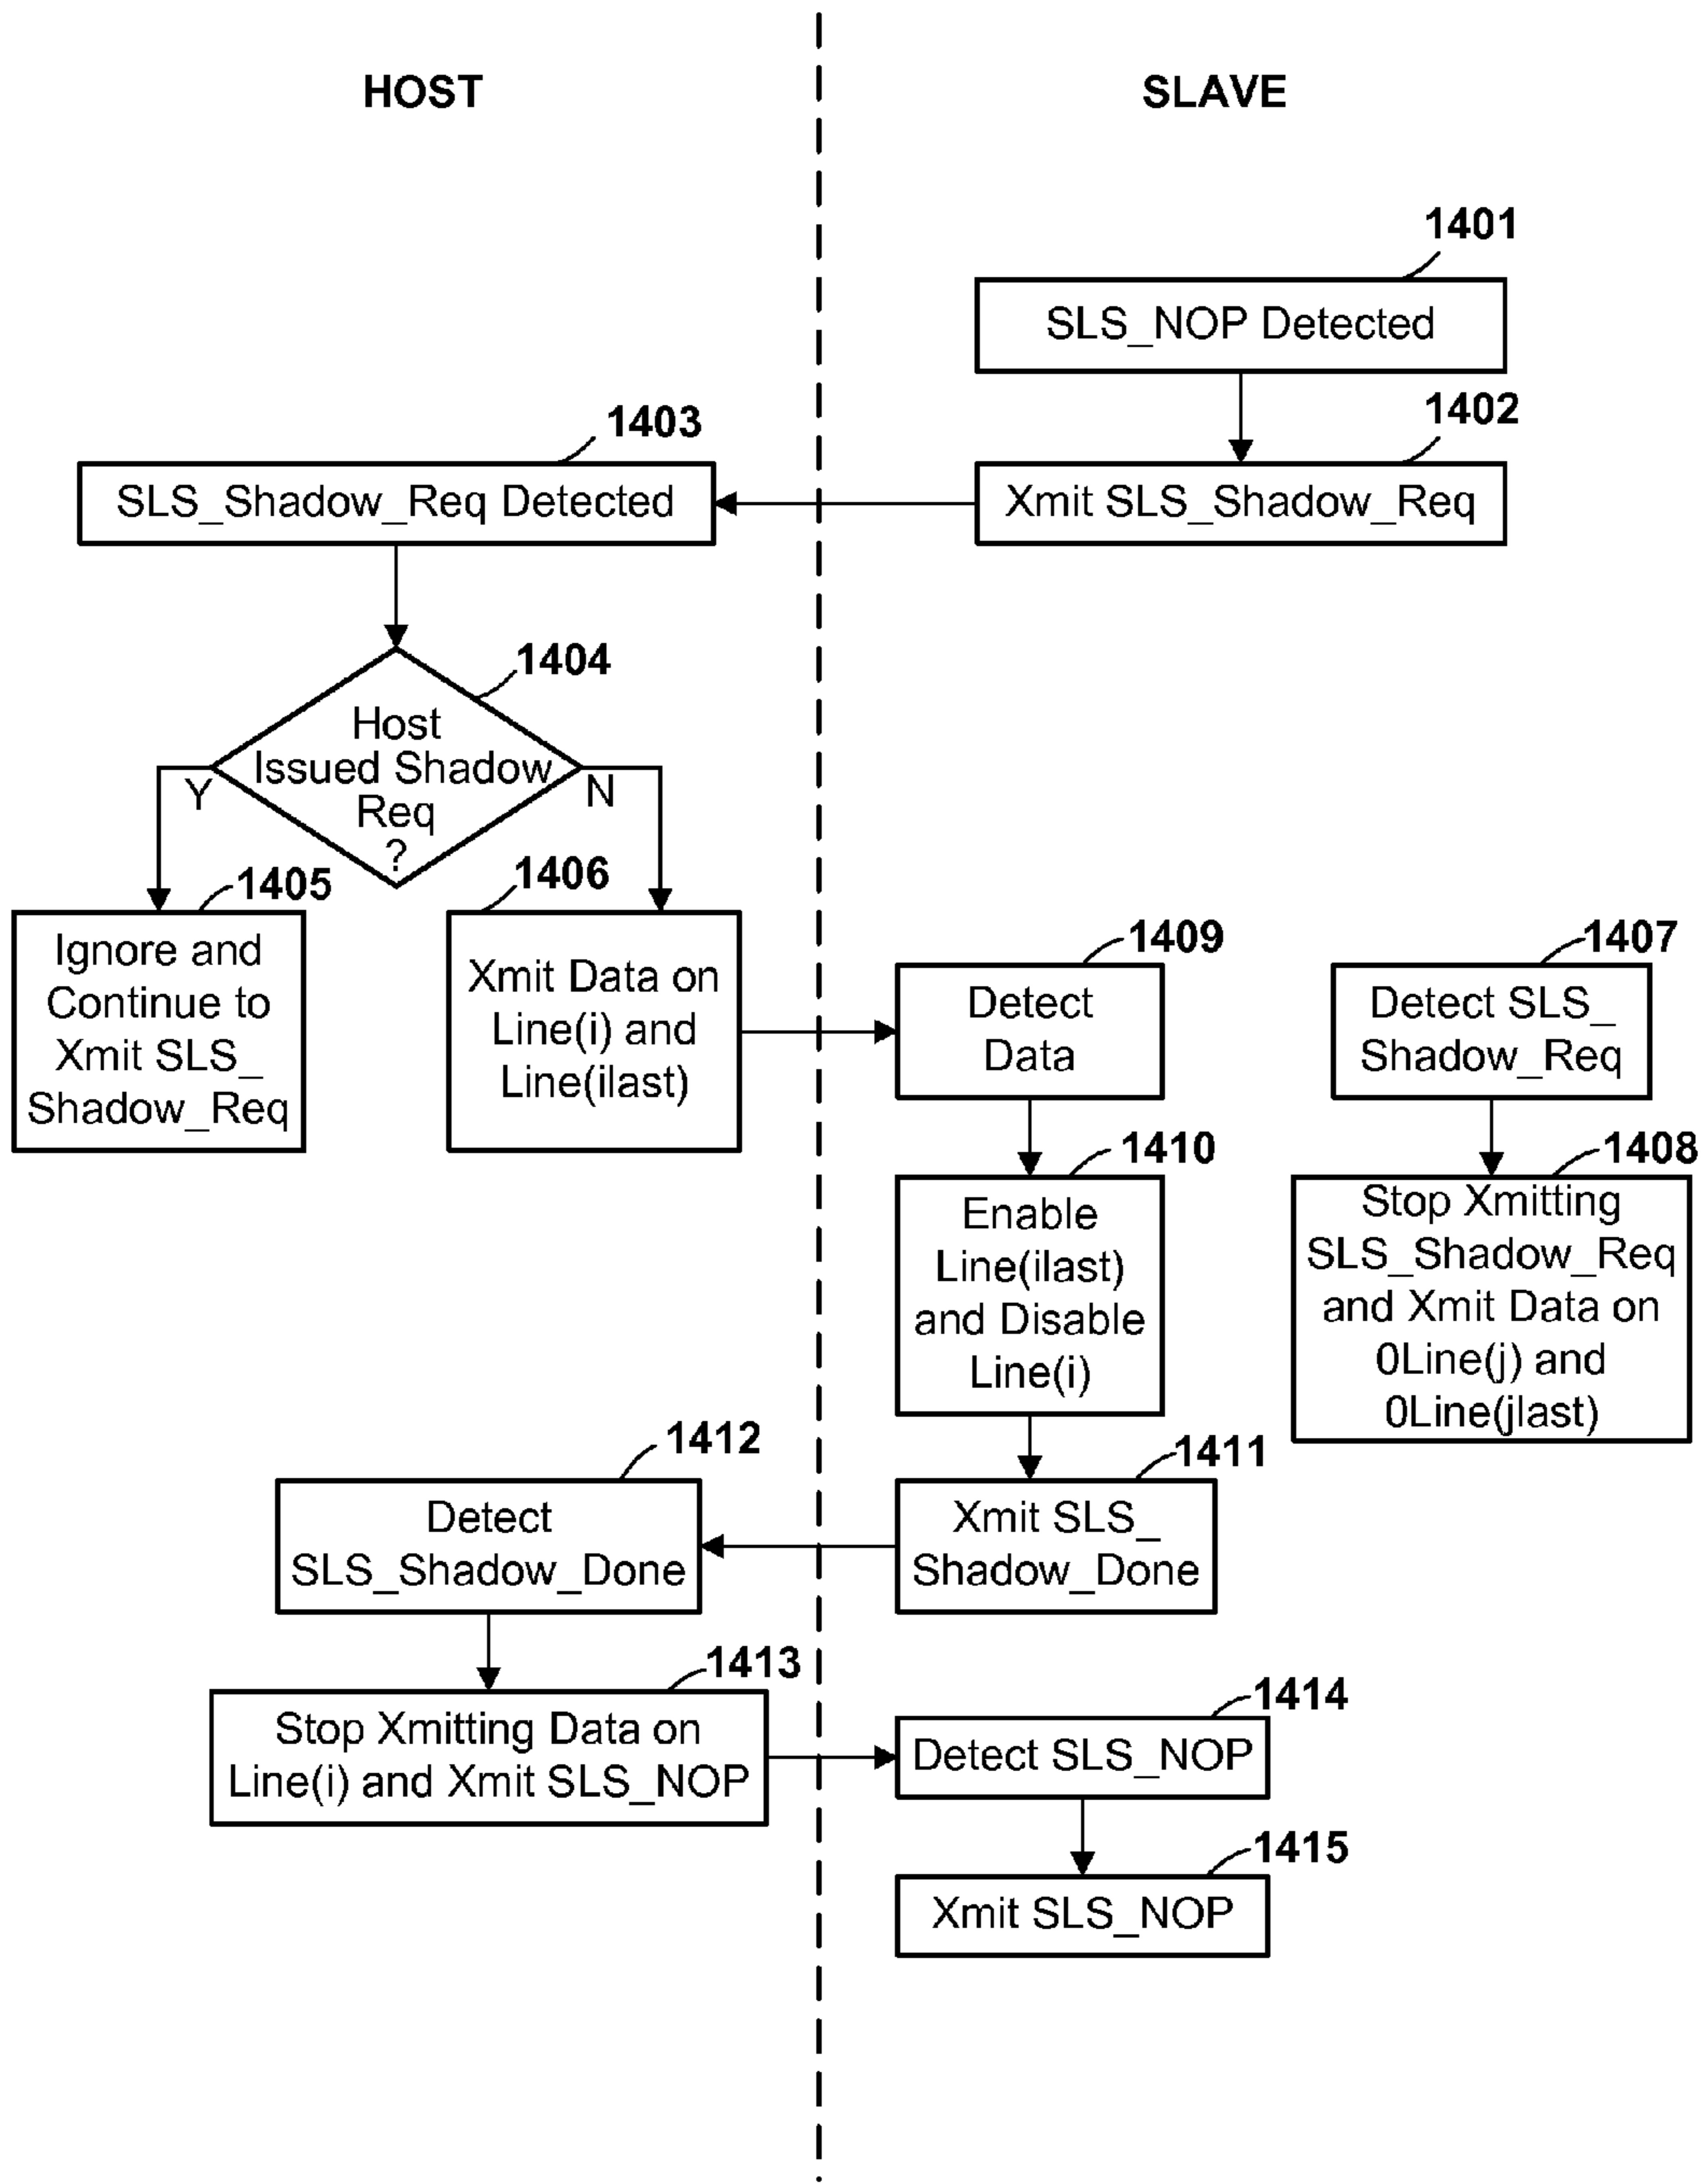 HOST
SLAVE
1401
SLS_NOP Detected
1402
Xmit SLS_Shadow_Req
1403
SLS_Shadow_Req Detected
1404
Host
Issued Shadow
Req
?
Y
N
1405
Ignore and
Continue to
Xmit SLS_
Shadow_Req
1406
Xmit Data on
Line(i) and
Line(ilast)
1409
Detect
Data
1407
Detect SLS_
Shadow_Req
1410
Enable
Line(ilast)
and Disable
Line(i)
1408
Stop Xmitting
SLS_Shadow_Req
and Xmit Data on
0Line(j) and
0Line(jlast)
1411
Xmit SLS_
Shadow_Done
1412
Detect
SLS_Shadow_Done
1413
Stop Xmitting Data on
Line(i) and Xmit SLS_NOP
1414
Detect SLS_NOP
1415
Xmit SLS_NOP